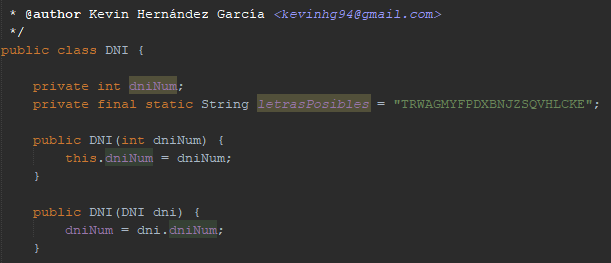 * @author Kevin Hernández García <kevinhg94@gmail.com>
*/
public class DNI {
private int dniNum;
private final static String letrasPosibles = "TRWAGMYFPDXBNJZSQVHLCKE";
public DNI(int dniNum) {
this.dniNum = dniNum;
}
public DNI(DNI dni) {
dniNum = dni.dniNum;
}